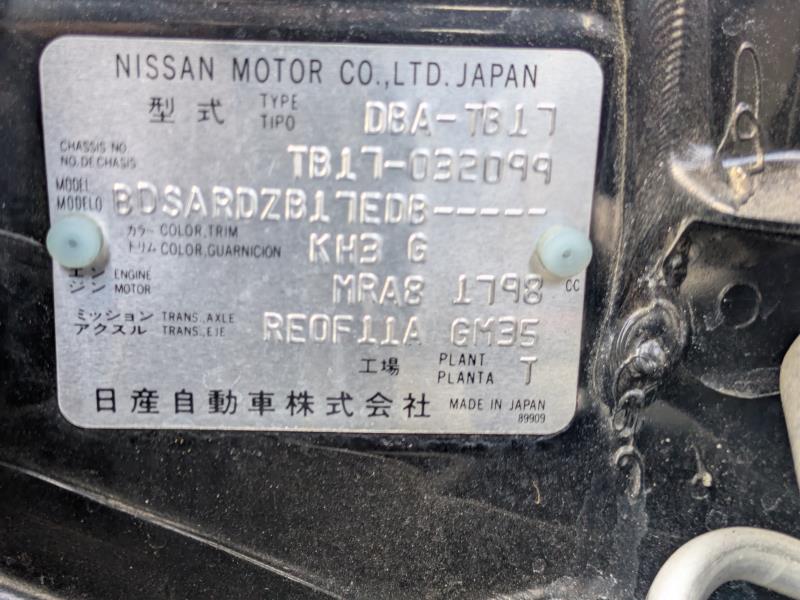 NISSAN MOTOR CO.,LTD. JAPAN
型式 TYPE TIPO DBA-TB17
CHASSIS NO. NO. DE CHASIS TB17-032099
MODEL MODELO BDSARDZB17EDB-----
カラー COLOR, TRIM トリム COLOR, GUARNICION KH3 G
エンジン ENGINE MOTOR MRA8 1798 CC
ミッション TRANS., AXLE アクスル TRANS., EJE RE0F11A GM35
工場 PLANT PLANTA T
日産自動車株式会社 MADE IN JAPAN
89909